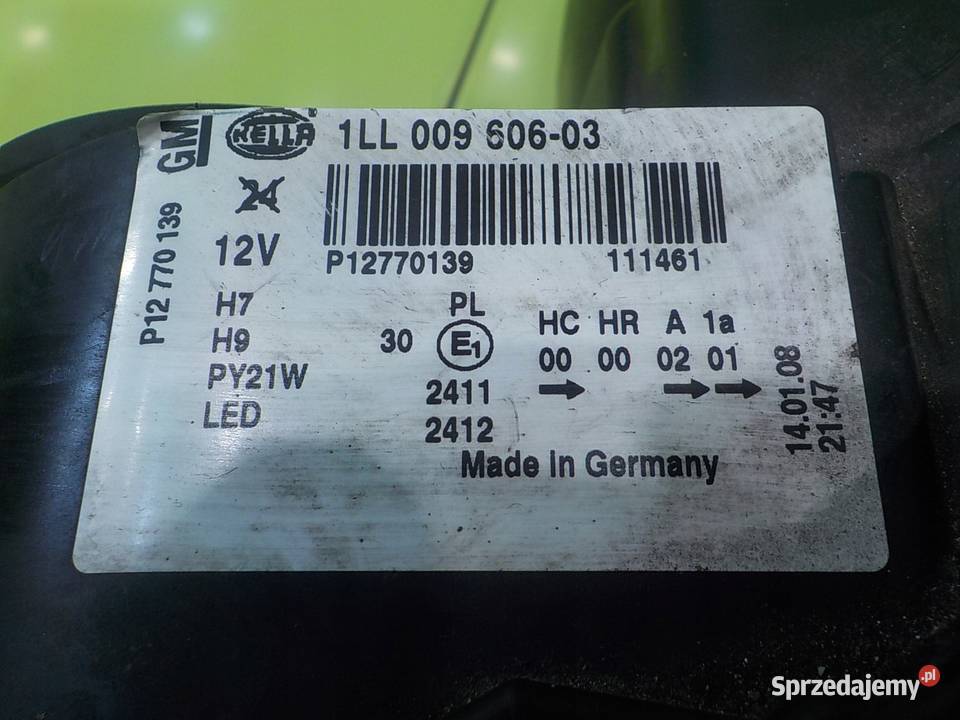 GM HELLA 1LL 009 606-03
24
12V
P12770139 111461
P12 770 139
H7
H9
PY21W
LED
PL
30 E1
2411
2412
HC HR A 1a
00 00 02 01
14.01.08
21:47
Made In Germany
Sprzedajemy.pl